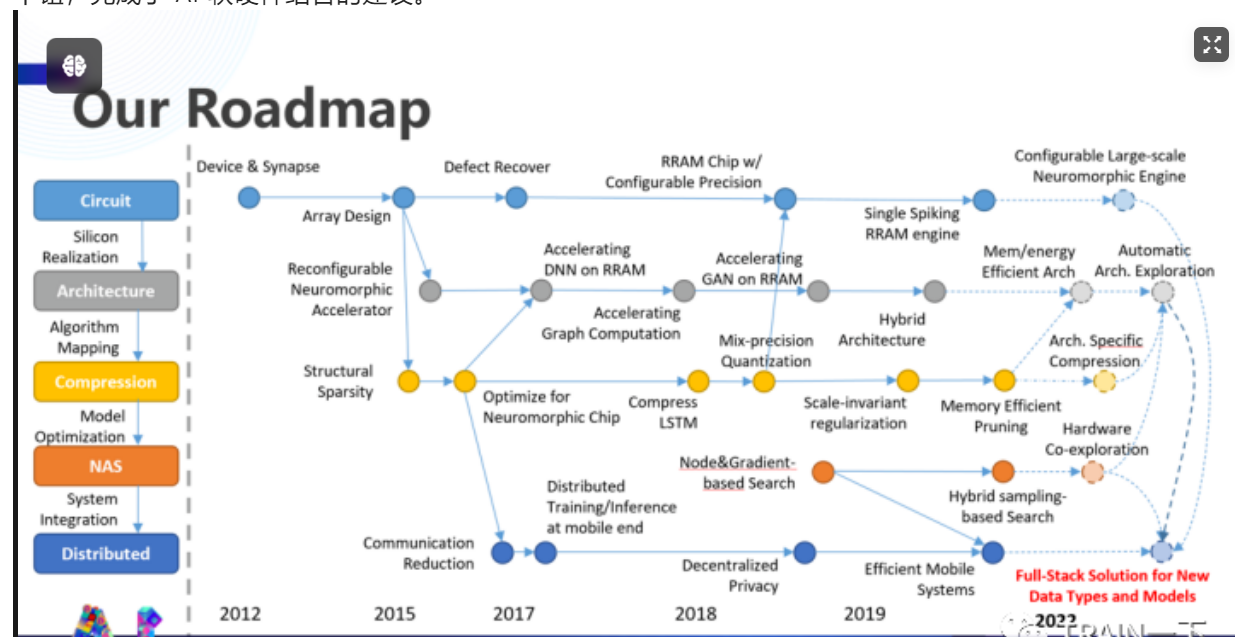 Our Roadmap
Device & Synapse
Defect Recover
RRAM Chip w/
Configurable Precision
Configurable Large-scale
Neuromorphic Engine
Circuit
Array Design
Single Spiking
RRAM engine
Silicon
Realization
Reconfigurable
Neuromorphic
Accelerator
Accelerating
DNN on RRAM
Accelerating
GAN on RRAM
Mem/energy
Efficient Arch
Automatic
Arch. Exploration
Architecture
Accelerating
Graph Computation
Hybrid
Architecture
Algorithm
Mapping
Mix-precision
Quantization
Arch. Specific
Compression
Structural
Sparsity
Compression
Optimize for
Neuromorphic Chip
Compress
LSTM
Scale-invariant
regularization
Memory Efficient
Pruning
Model
Optimization
Hardware
Co-exploration
NAS
Node&Gradient-
based Search
Hybrid sampling-
based Search
System
Integration
Distributed
Training/Inference
at mobile end
Distributed
Communication
Reduction
Decentralized
Privacy
Efficient Mobile
Systems
Full-Stack Solution for New
Data Types and Models
2012
2015
2017
2018
2019
2022